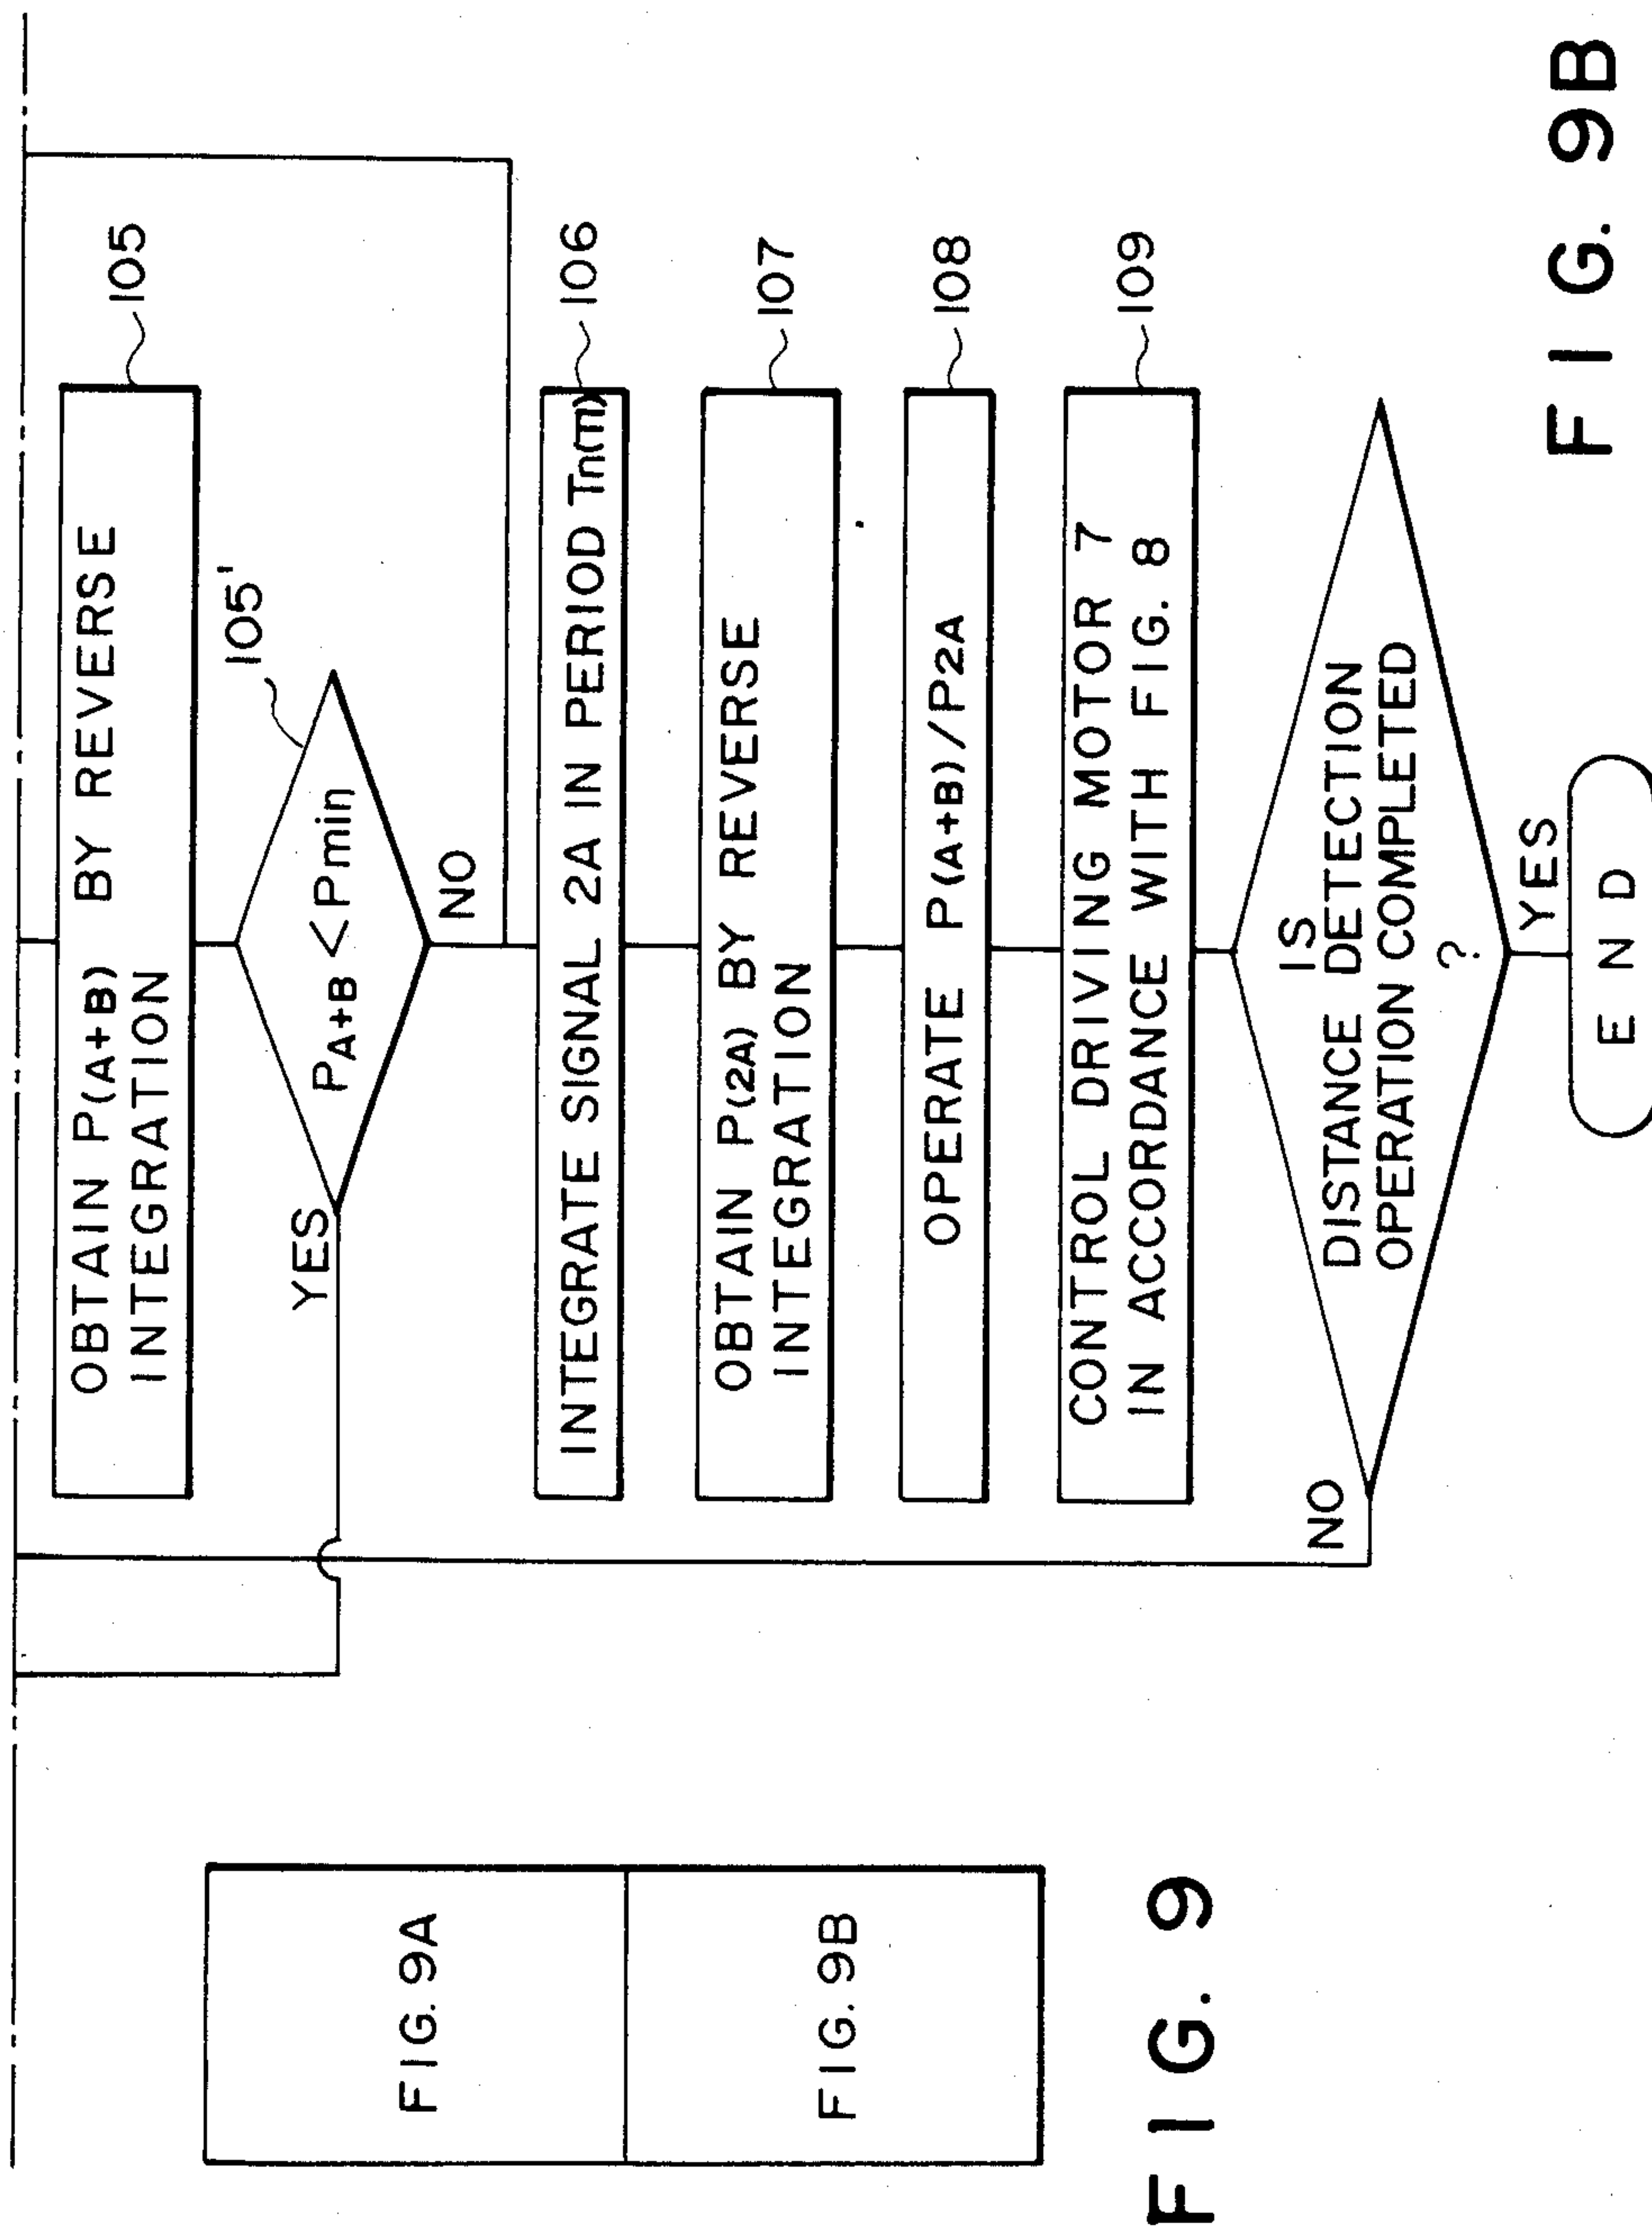 OBTAIN P(A+B) BY REVERSE
INTEGRATION
105
PA+B < Pmin
105'
YES
NO
INTEGRATE SIGNAL 2A IN PERIOD Tn(T1)
106
OBTAIN P(2A) BY REVERSE
INTEGRATION
107
OPERATE P(A+B)/P2A
108
CONTROL DRIVING MOTOR 7
IN ACCORDANCE WITH FIG. 8
109
IS
DISTANCE DETECTION
OPERATION COMPLETED
?
NO
YES
END
FIG. 9B
FIG. 9A
FIG. 9B
FIG. 9